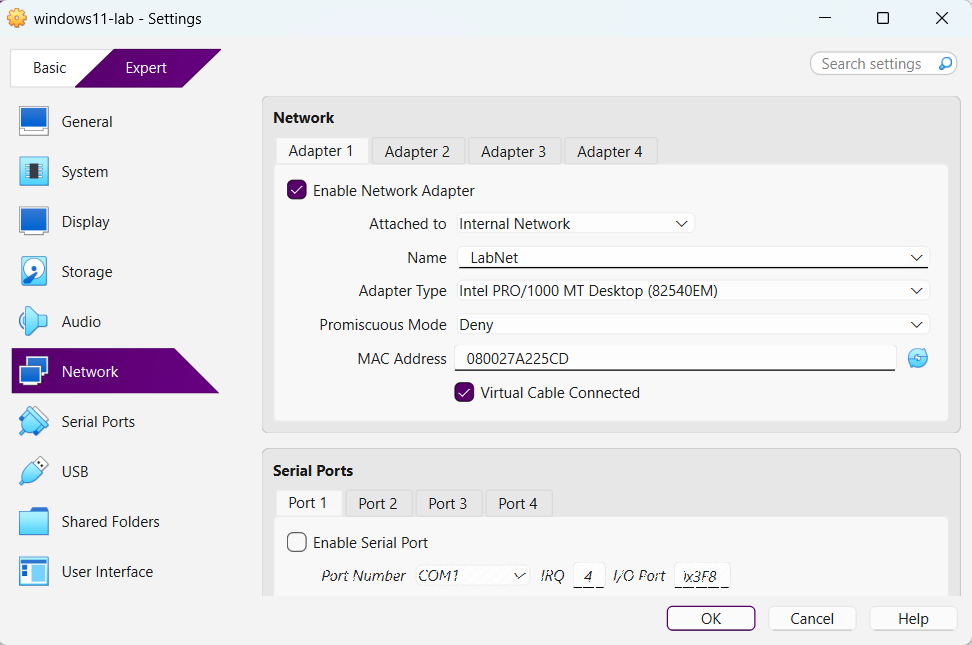 windows11-lab - Settings
Basic Expert Search settings
General
System
Display
Storage
Audio
Network
Serial Ports
USB
Shared Folders
User Interface
Network
Adapter 1 Adapter 2 Adapter 3 Adapter 4
Enable Network Adapter
Attached to Internal Network
Name LabNet
Adapter Type Intel PRO/1000 MT Desktop (82540EM)
Promiscuous Mode Deny
MAC Address 080027A225CD
Virtual Cable Connected
Serial Ports
Port 1 Port 2 Port 3 Port 4
Enable Serial Port
Port Number COM1 IRQ 4 I/O Port 0x3F8
OK Cancel Help